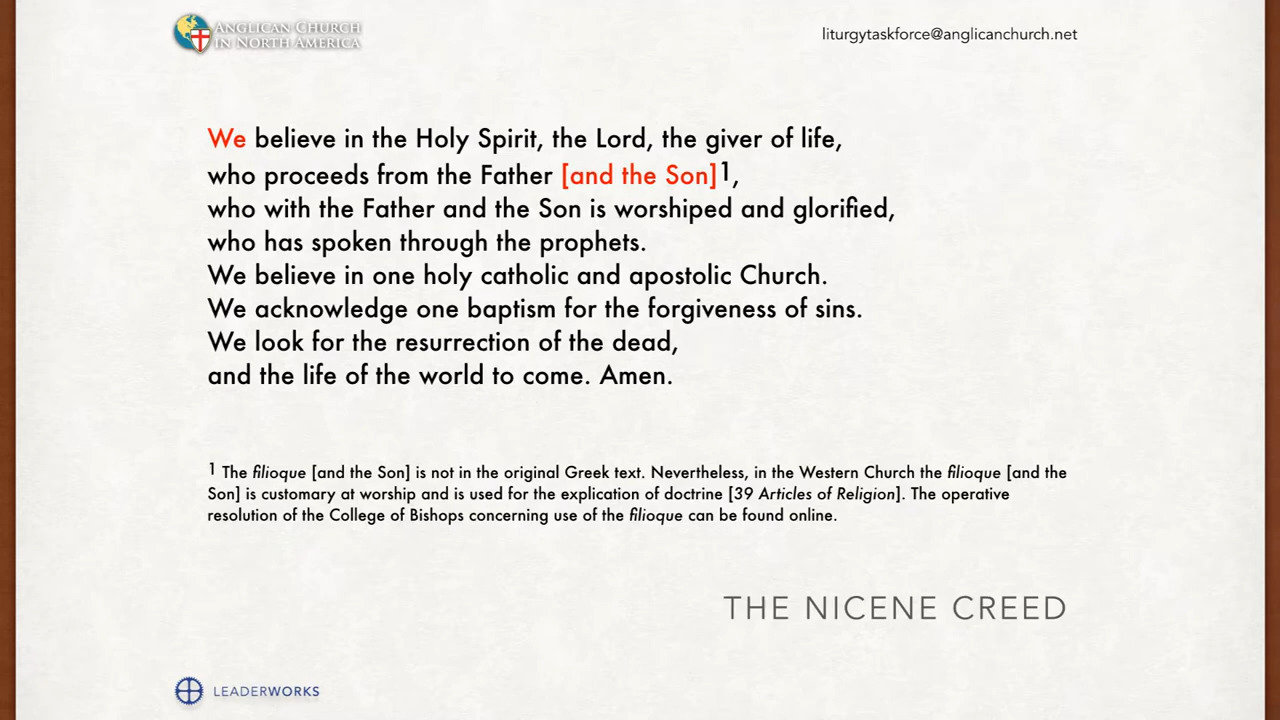 ANGLICAN CHURCH
IN NORTH AMERICA
liturgytaskforce@anglicanchurch.net
We believe in the Holy Spirit, the Lord, the giver of life,
who proceeds from the Father [and the Son]1,
who with the Father and the Son is worshiped and glorified,
who has spoken through the prophets.
We believe in one holy catholic and apostolic Church.
We acknowledge one baptism for the forgiveness of sins.
We look for the resurrection of the dead,
and the life of the world to come. Amen.
1 The filioque [and the Son] is not in the original Greek text. Nevertheless, in the Western Church the filioque [and the
Son] is customary at worship and is used for the explication of doctrine [39 Articles of Religion]. The operative
resolution of the College of Bishops concerning use of the filioque can be found online.
THE NICENE CREED
LEADERWORKS